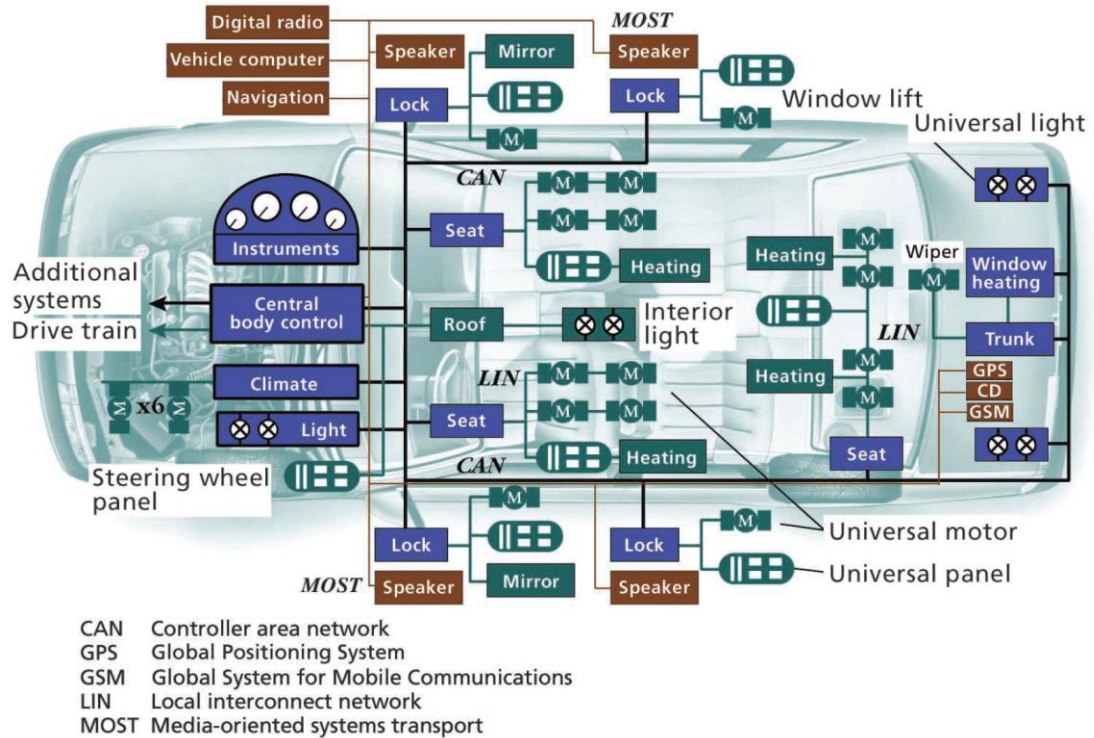 Digital radio
MOST
Speaker
Mirror
Speaker
Vehicle computer
Navigation
Lock
Lock
M
M
Window lift
Universal light
CAN
M
M
Instruments
Seat
M
M
Heating
Heating
M
M
Wiper
M
Window
heating
Additional
systems
Drive train
Central
body control
Roof
Interior
light
LIN
Trunk
M
x6
M
Climate
LIN
M
M
Heating
M
M
GPS
CD
GSM
Light
Seat
M
M
Heating
CAN
Seat
Steering wheel
panel
M
Lock
Lock
M
Universal motor
MOST
Speaker
Mirror
Speaker
Universal panel
CAN Controller area network
GPS Global Positioning System
GSM Global System for Mobile Communications
LIN Local interconnect network
MOST Media-oriented systems transport